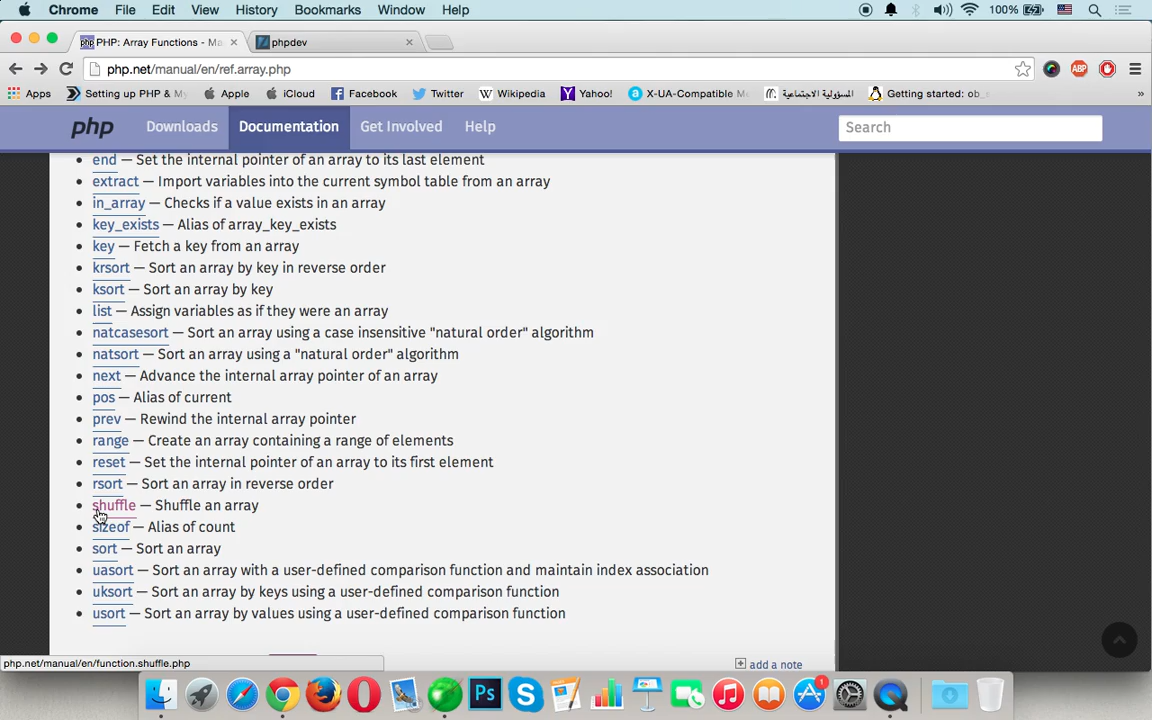 Chrome File Edit View History Bookmarks Window Help 100%
PHP: Array Functions - Ma phpdev
php.net/manual/en/ref.array.php
Apps Setting up PHP & My Apple iCloud Facebook Twitter Wikipedia Yahoo! X-UA-Compatible M المسؤولية الاجتماعية Getting started: ob_s »
php Downloads Documentation Get Involved Help Search
end — Set the internal pointer of an array to its last element
extract — Import variables into the current symbol table from an array
in_array — Checks if a value exists in an array
key_exists — Alias of array_key_exists
key — Fetch a key from an array
krsort — Sort an array by key in reverse order
ksort — Sort an array by key
list — Assign variables as if they were an array
natcasesort — Sort an array using a case insensitive "natural order" algorithm
natsort — Sort an array using a "natural order" algorithm
next — Advance the internal array pointer of an array
pos — Alias of current
prev — Rewind the internal array pointer
range — Create an array containing a range of elements
reset — Set the internal pointer of an array to its first element
rsort — Sort an array in reverse order
shuffle — Shuffle an array
sizeof — Alias of count
sort — Sort an array
uasort — Sort an array with a user-defined comparison function and maintain index association
uksort — Sort an array by keys using a user-defined comparison function
usort — Sort an array by values using a user-defined comparison function
php.net/manual/en/function.shuffle.php
add a note